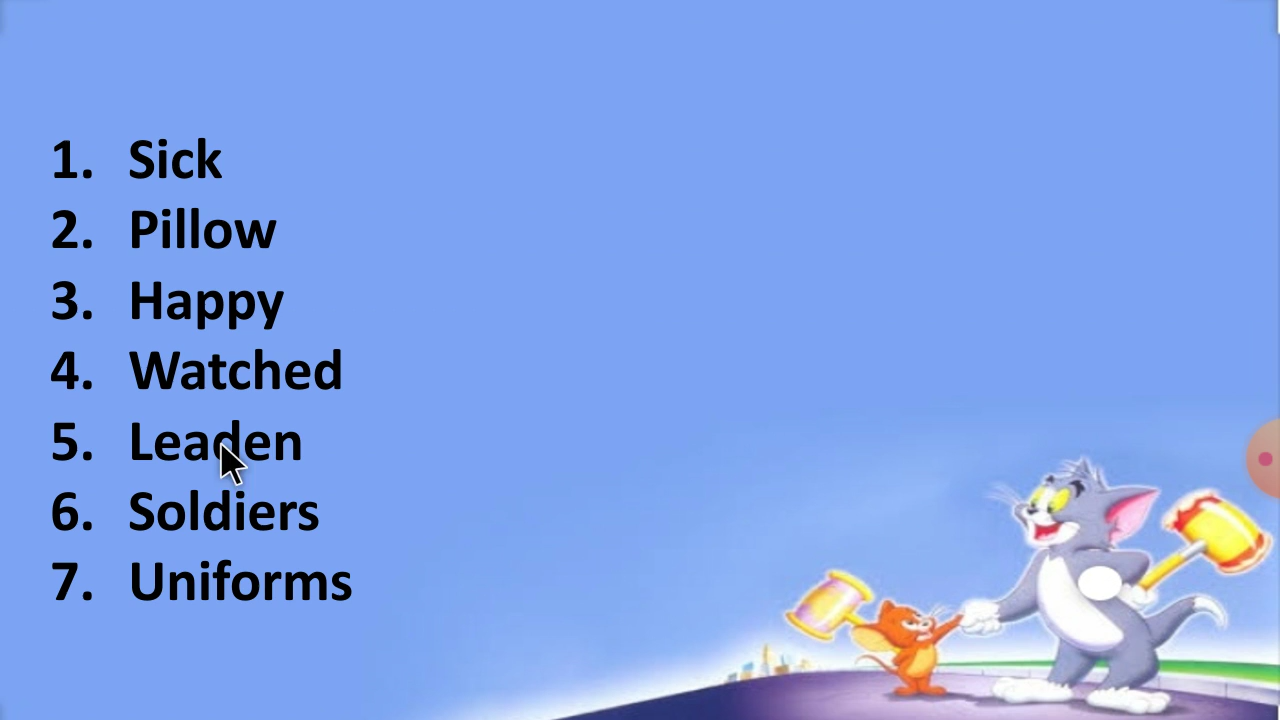 1. Sick
2. Pillow
3. Happy
4. Watched
5. Leaden
6. Soldiers
7. Uniforms